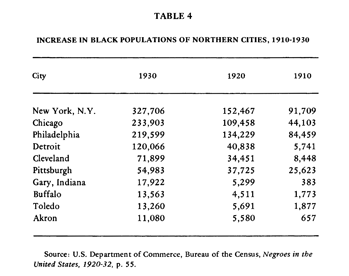 TABLE 4
INCREASE IN BLACK POPULATIONS OF NORTHERN CITIES, 1910-1930
City 1930 1920 1910
New York, N.Y. 327,706 152,467 91,709
Chicago 233,903 109,458 44,103
Philadelphia 219,599 134,229 84,459
Detroit 120,066 40,838 5,741
Cleveland 71,899 34,451 8,448
Pittsburgh 54,983 37,725 25,623
Gary, Indiana 17,922 5,299 383
Buffalo 13,563 4,511 1,773
Toledo 13,260 5,691 1,877
Akron 11,080 5,580 657
Source: U.S. Department of Commerce, Bureau of the Census, Negroes in the
United States, 1920-32, p. 55.